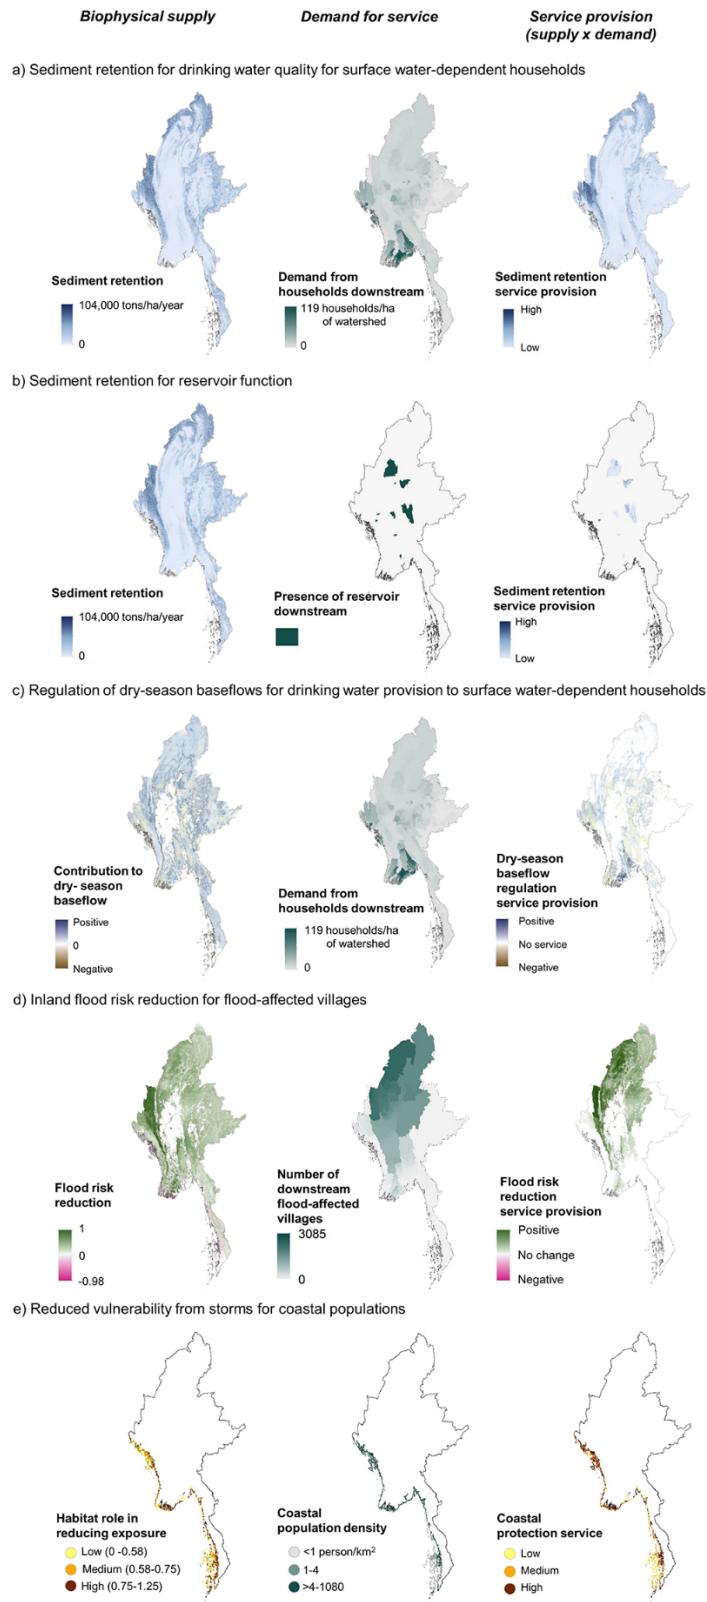 Biophysical supply
Demand for service
Service provision
(supply x demand)
a) Sediment retention for drinking water quality for surface water-dependent households
Sediment retention
104,000 tons/ha/year
0
Demand from
households downstream
119 households/ha
of watershed
0
Sediment retention
service provision
High
Low
b) Sediment retention for reservoir function
Sediment retention
104,000 tons/ha/year
0
Presence of reservoir
downstream
Sediment retention
service provision
High
Low
c) Regulation of dry-season baseflows for drinking water provision to surface water-dependent households
Contribution to
dry- season
baseflow
Positive
0
Negative
Demand from
households downstream
119 households/ha
of watershed
0
Dry-season
baseflow
regulation
service provision
Positive
No service
Negative
d) Inland flood risk reduction for flood-affected villages
Flood risk
reduction
1
0
-0.98
Number of
downstream
flood-affected
villages
3085
0
Flood risk
reduction
service provision
Positive
No change
Negative
e) Reduced vulnerability from storms for coastal populations
Habitat role in
reducing exposure
Low (0 -0.58)
Medium (0.58-0.75)
High (0.75-1.25)
Coastal
population density
<1 person/km²
1-4
>4-1080
Coastal
protection service
Low
Medium
High